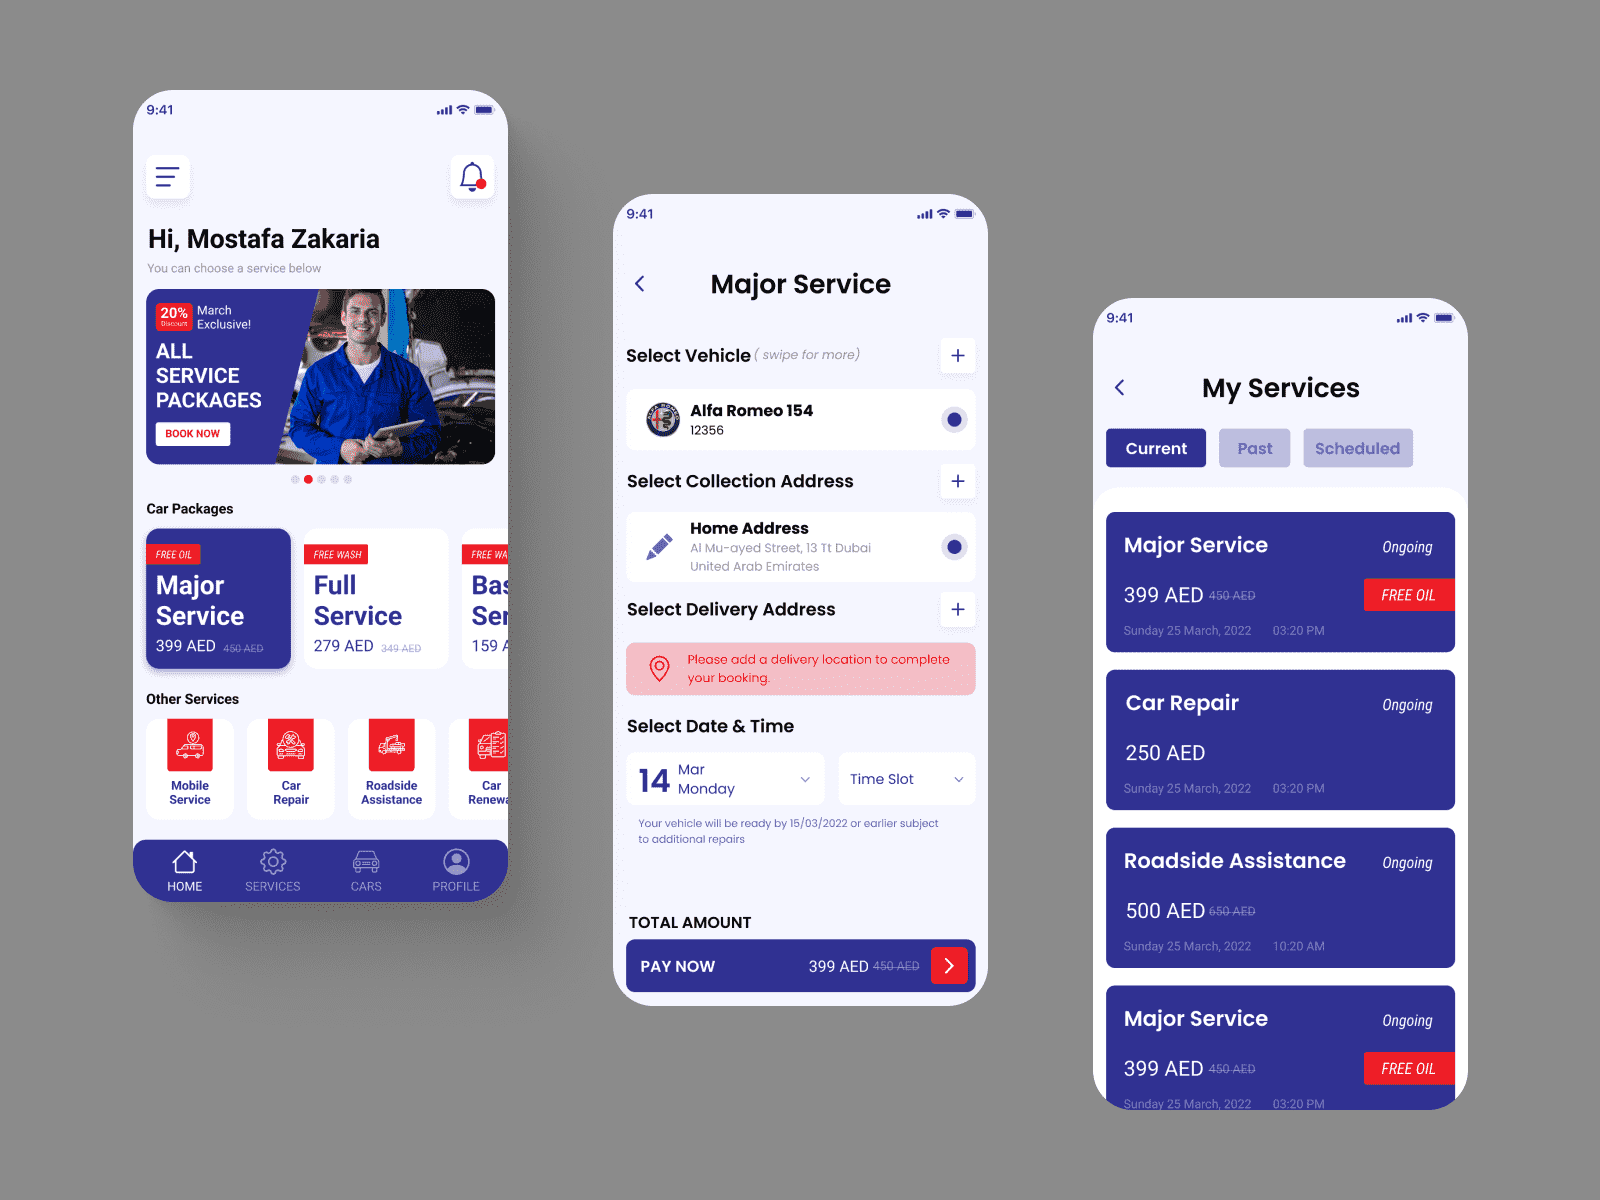 9:41
Hi, Mostafa Zakaria
You can choose a service below
20%
Discount
March
Exclusive!
ALL
SERVICE
PACKAGES
BOOK NOW
Car Packages
FREE OIL
Major
Service
399 AED 450 AED
FREE WASH
Full
Service
279 AED 349 AED
FREE WA
Bas
Ser
159 A
Other Services
Mobile
Service
Car
Repair
Roadside
Assistance
Car
Renewa
HOME
SERVICES
CARS
PROFILE
9:41
Major Service
Select Vehicle ( swipe for more)
Alfa Romeo 154
12356
Select Collection Address
Home Address
Al Mu-ayed Street, 13 Tt Dubai
United Arab Emirates
Select Delivery Address
Please add a delivery location to complete
your booking.
Select Date & Time
14
Mar
Monday
Time Slot
Your vehicle will be ready by 15/03/2022 or earlier subject
to additional repairs
TOTAL AMOUNT
PAY NOW 399 AED 450 AED
9:41
My Services
Current Past Scheduled
Major Service Ongoing
399 AED 450 AED FREE OIL
Sunday 25 March, 2022 03:20 PM
Car Repair Ongoing
250 AED
Sunday 25 March, 2022 03:20 PM
Roadside Assistance Ongoing
500 AED 650 AED
Sunday 25 March, 2022 10:20 AM
Major Service Ongoing
399 AED 450 AED FREE OIL
Sunday 25 March, 2022 03:20 PM